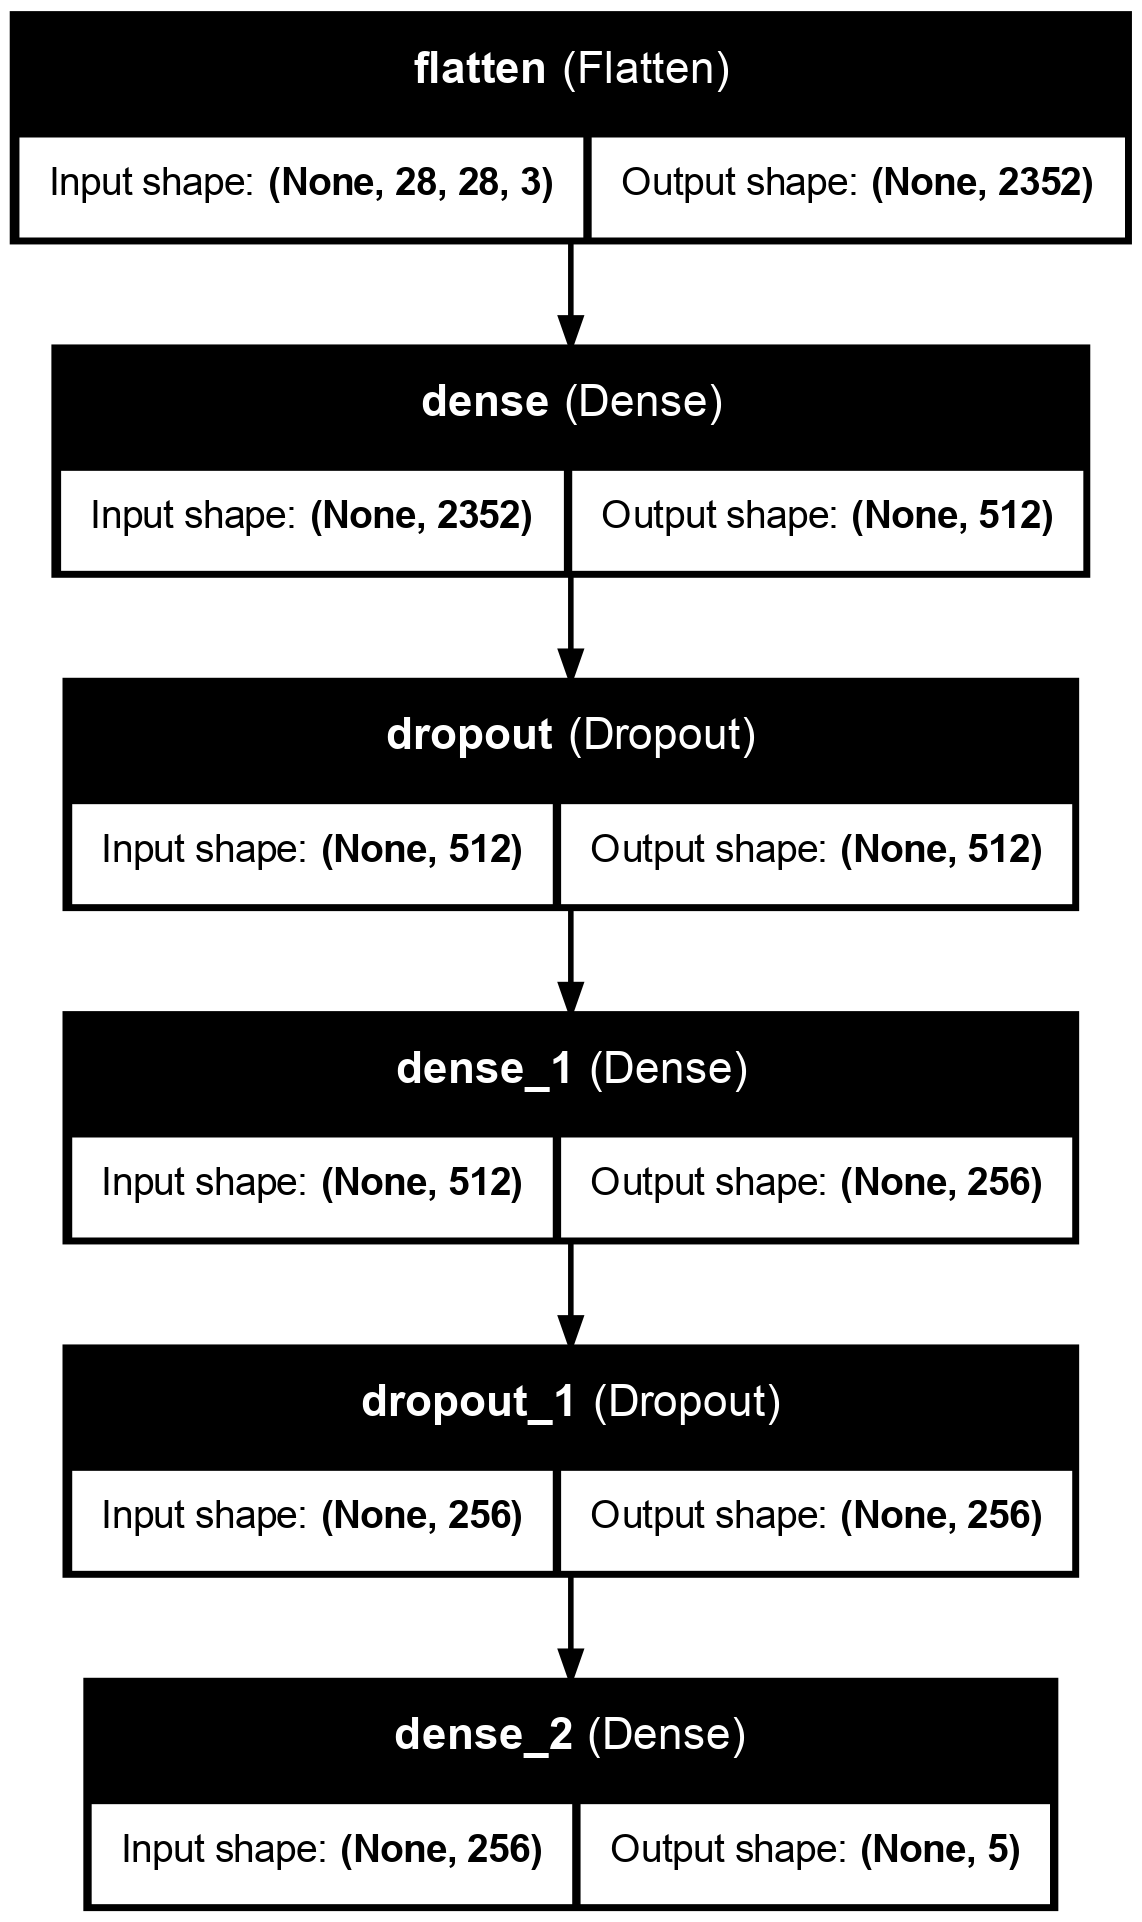 flatten (Flatten)
Input shape: (None, 28, 28, 3) Output shape: (None, 2352)
dense (Dense)
Input shape: (None, 2352) Output shape: (None, 512)
dropout (Dropout)
Input shape: (None, 512) Output shape: (None, 512)
dense_1 (Dense)
Input shape: (None, 512) Output shape: (None, 256)
dropout_1 (Dropout)
Input shape: (None, 256) Output shape: (None, 256)
dense_2 (Dense)
Input shape: (None, 256) Output shape: (None, 5)